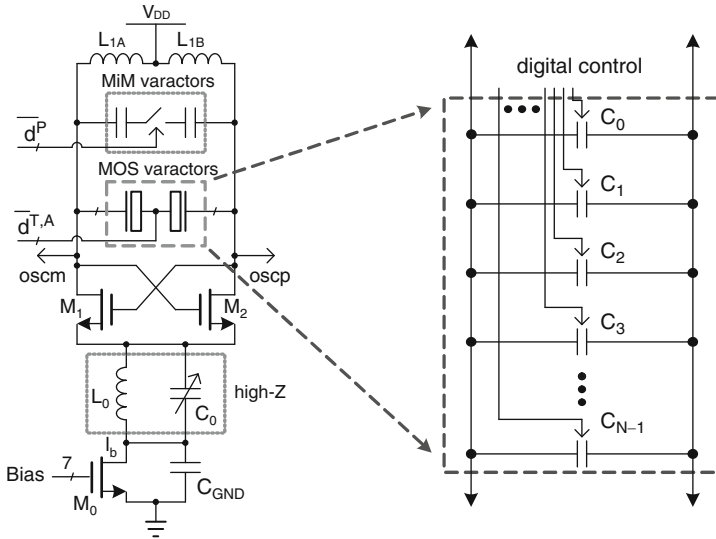 V_DD
L_1A
L_1B
MiM varactors
d^P
MOS varactors
d^T,A
oscm
oscp
M_1
M_2
L_0
C_0
high-Z
I_b
Bias
7
M_0
C_GND
digital control
C_0
C_1
C_2
C_3
C_N–1